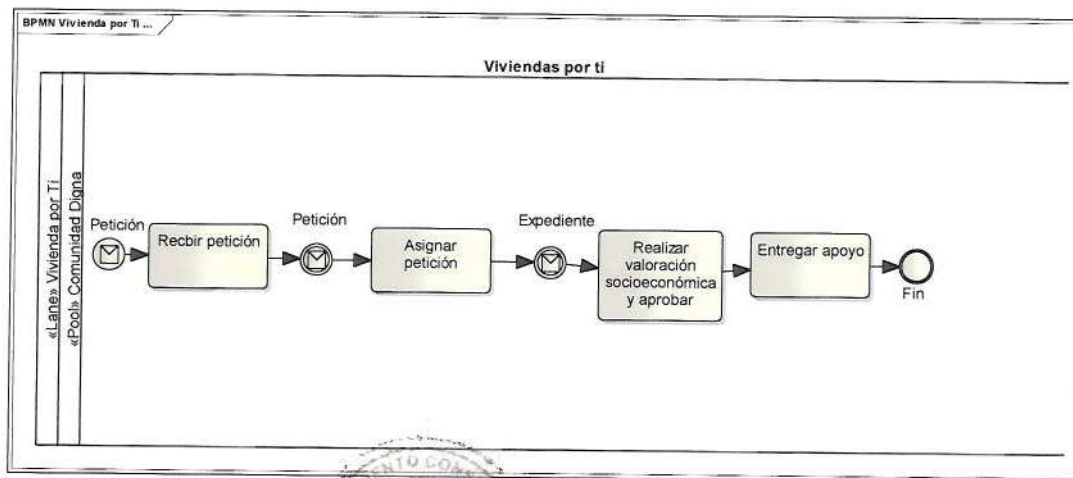 BPMN Vivienda por Ti ...
Viviendas por ti
«Lane» Vivienda por Ti
«Pool» Comunidad Digna
Petición
Recbir petición
Petición
Asignar
petición
Expediente
Realizar
valoración
socioeconómica
y aprobar
Entregar apoyo
Fin